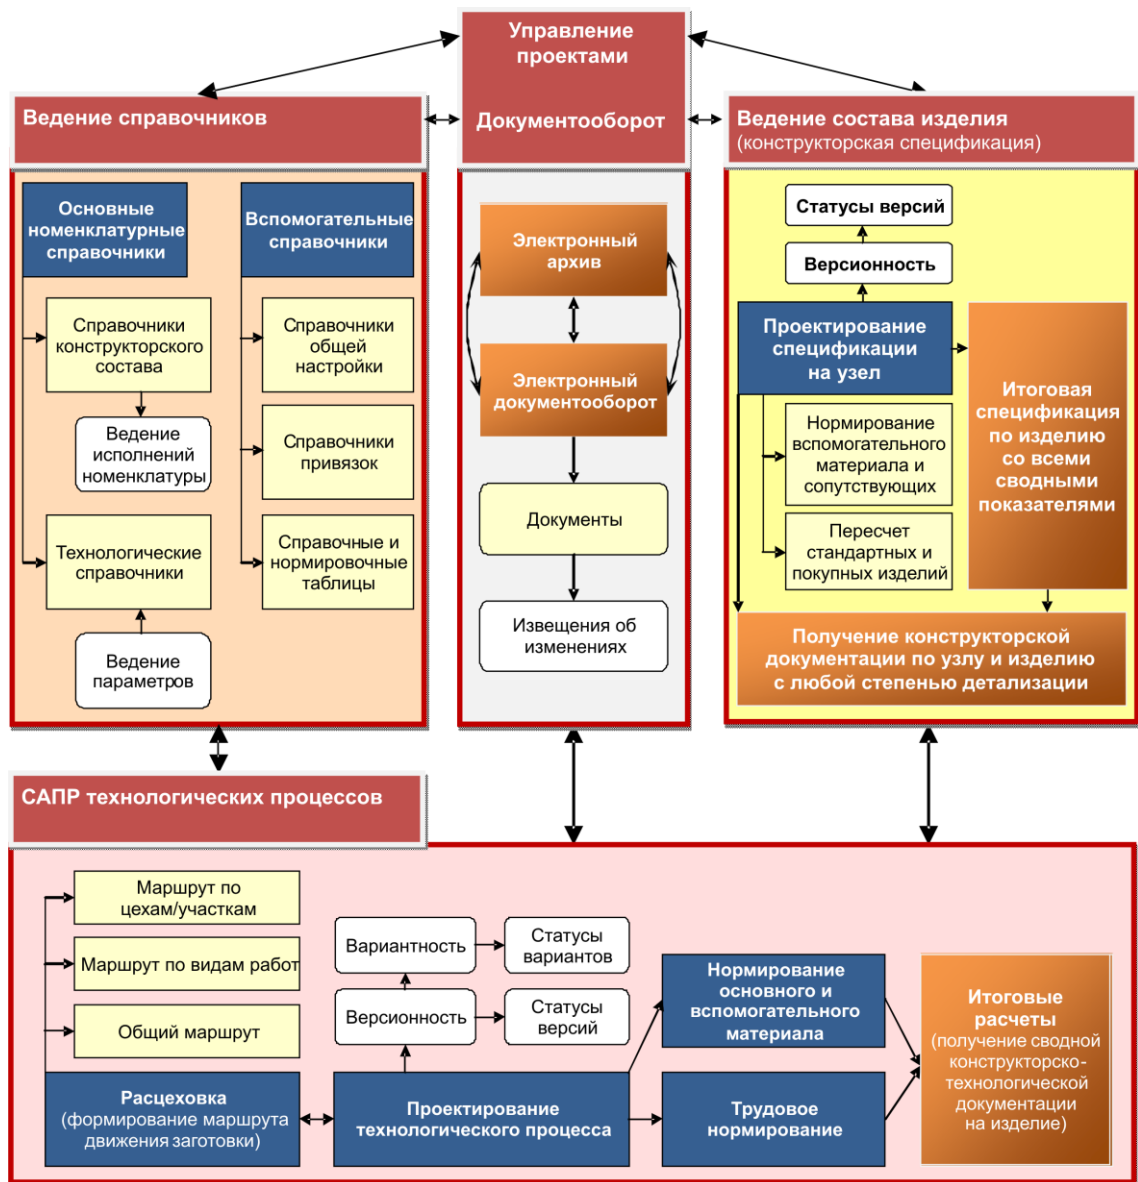 Управление
проектами
Документооборот
Ведение справочников
Ведение состава изделия
(конструкторская спецификация)
Основные
номенклатурные
справочники
Вспомогательные
справочники
Справочники
конструкторского
состава
Справочники
общей
настройки
Ведение
исполнений
номенклатуры
Справочники
привязок
Технологические
справочники
Справочные и
нормировочные
таблицы
Ведение
параметров
Электронный
архив
Электронный
документооборот
Документы
Извещения об
изменениях
Статусы версий
Версионность
Проектирование
спецификации
на узел
Итоговая
спецификация
по изделию
со всеми
сводными
показателями
Нормирование
вспомогательного
материала и
сопутствующих
Пересчет
стандартных и
покупных изделий
Получение конструкторской
документации по узлу и изделию
с любой степенью детализации
САПР технологических процессов
Маршрут по
цехам/участкам
Маршрут по видам работ
Общий маршрут
Расцеховка
(формирование маршрута
движения заготовки)
Вариантность
Статусы
вариантов
Версионность
Статусы
версий
Проектирование
технологического процесса
Нормирование
основного и
вспомогательного
материала
Трудовое
нормирование
Итоговые
расчеты
(получение сводной
конструкторско-
технологической
документации
на изделие)